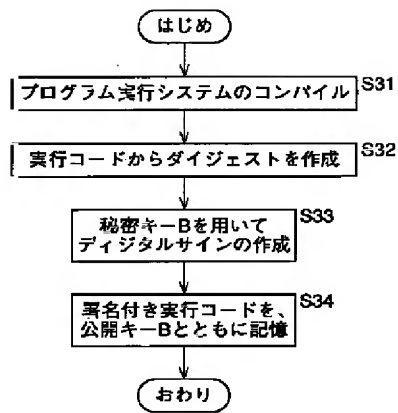 はじめ
プログラム実行システムのコンパイル
S31
実行コードからダイジェストを作成
S32
秘密キーBを用いて
ディジタルサインの作成
S33
署名付き実行コードを、
公開キーBとともに記憶
S34
おわり